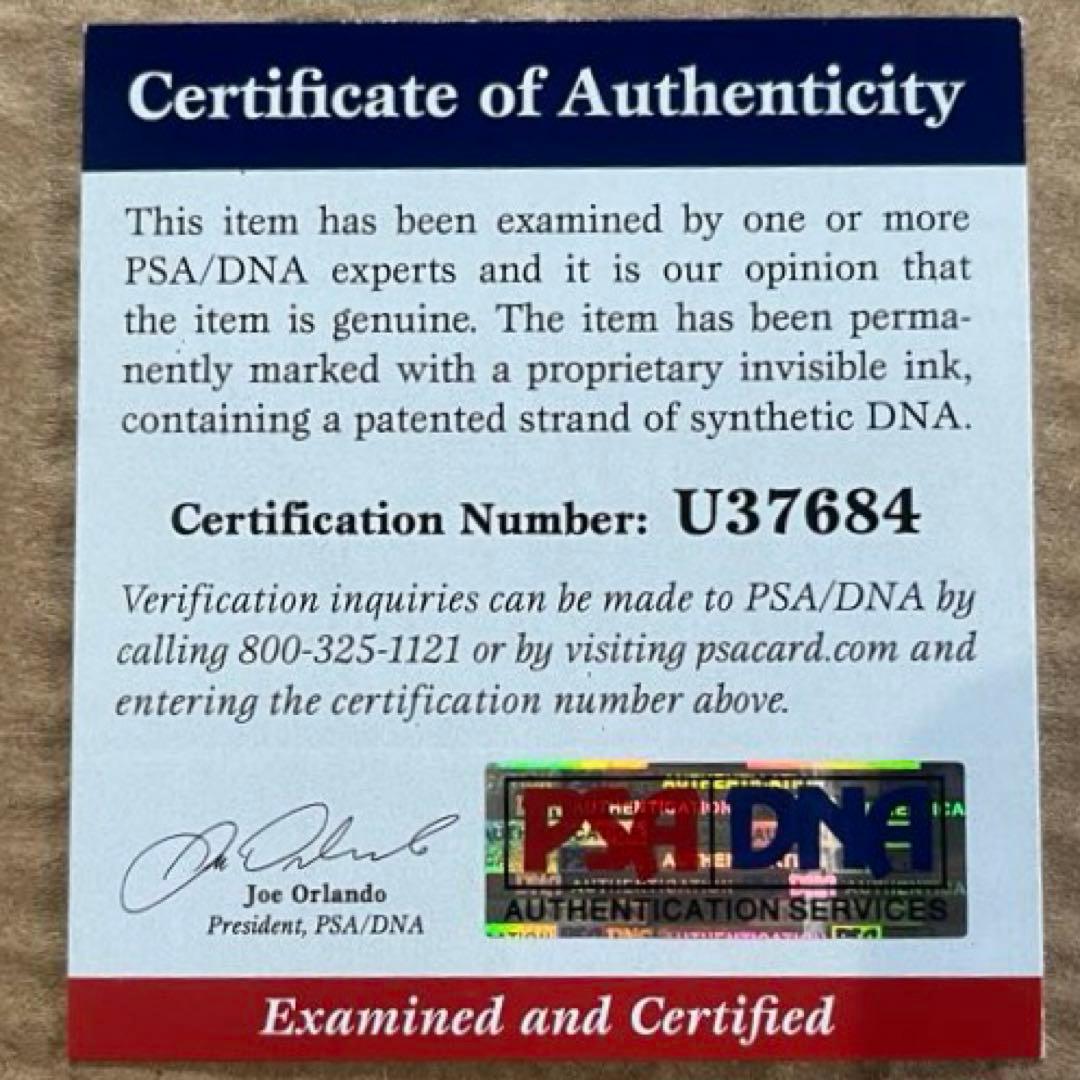 Certificate of Authenticity
This item has been examined by one or more
PSA/DNA experts and it is our opinion that
the item is genuine. The item has been perma-
nently marked with a proprietary invisible ink,
containing a patented strand of synthetic DNA.
Certification Number: U37684
Verification inquiries can be made to PSA/DNA by
calling 800-325-1121 or by visiting psacard.com and
entering the certification number above.
Joe Orlando
President, PSA/DNA
PSA DNA
AUTHENTICATION SERVICES
Examined and Certified